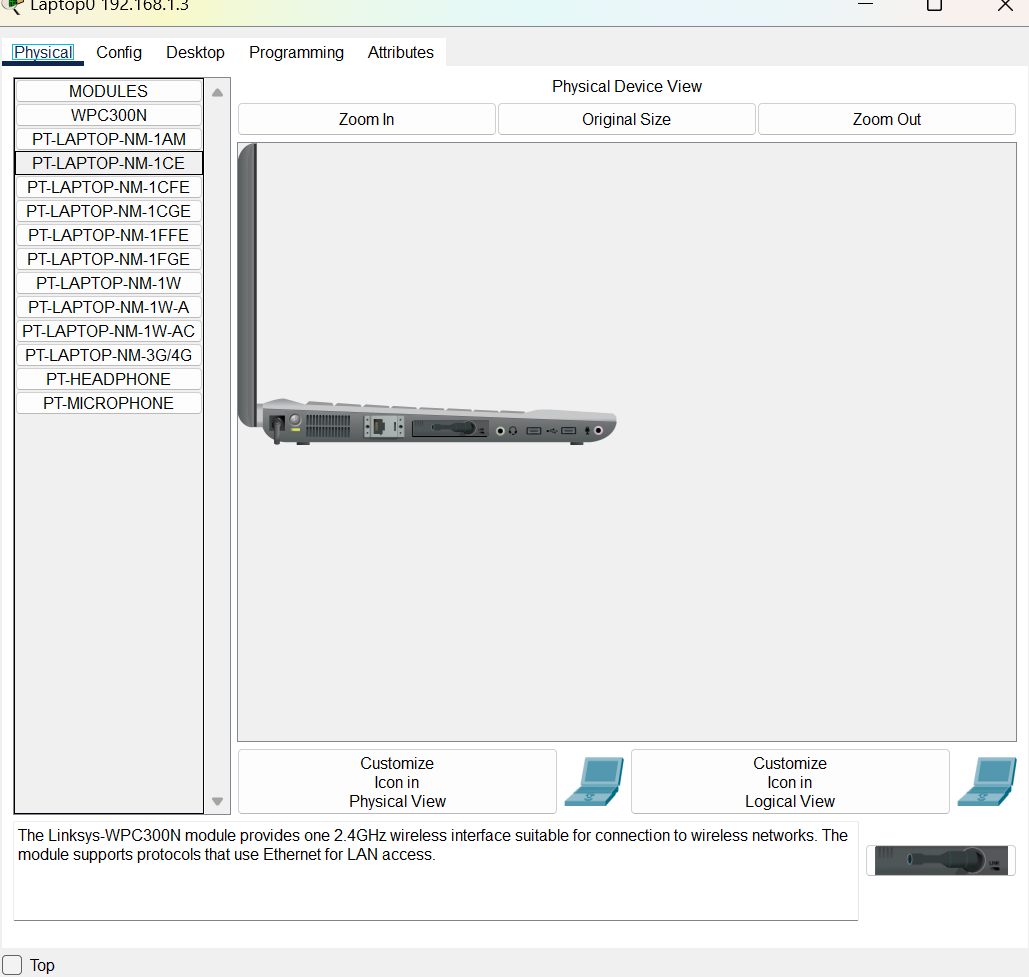 Laptop0 192.168.1.3
Physical Config Desktop Programming Attributes
MODULES
WPC300N
PT-LAPTOP-NM-1AM
PT-LAPTOP-NM-1CE
PT-LAPTOP-NM-1CFE
PT-LAPTOP-NM-1CGE
PT-LAPTOP-NM-1FFE
PT-LAPTOP-NM-1FGE
PT-LAPTOP-NM-1W
PT-LAPTOP-NM-1W-A
PT-LAPTOP-NM-1W-AC
PT-LAPTOP-NM-3G/4G
PT-HEADPHONE
PT-MICROPHONE
Physical Device View
Zoom In Original Size Zoom Out
Customize
Icon in
Physical View
Customize
Icon in
Logical View
The Linksys-WPC300N module provides one 2.4GHz wireless interface suitable for connection to wireless networks. The
module supports protocols that use Ethernet for LAN access.
Top